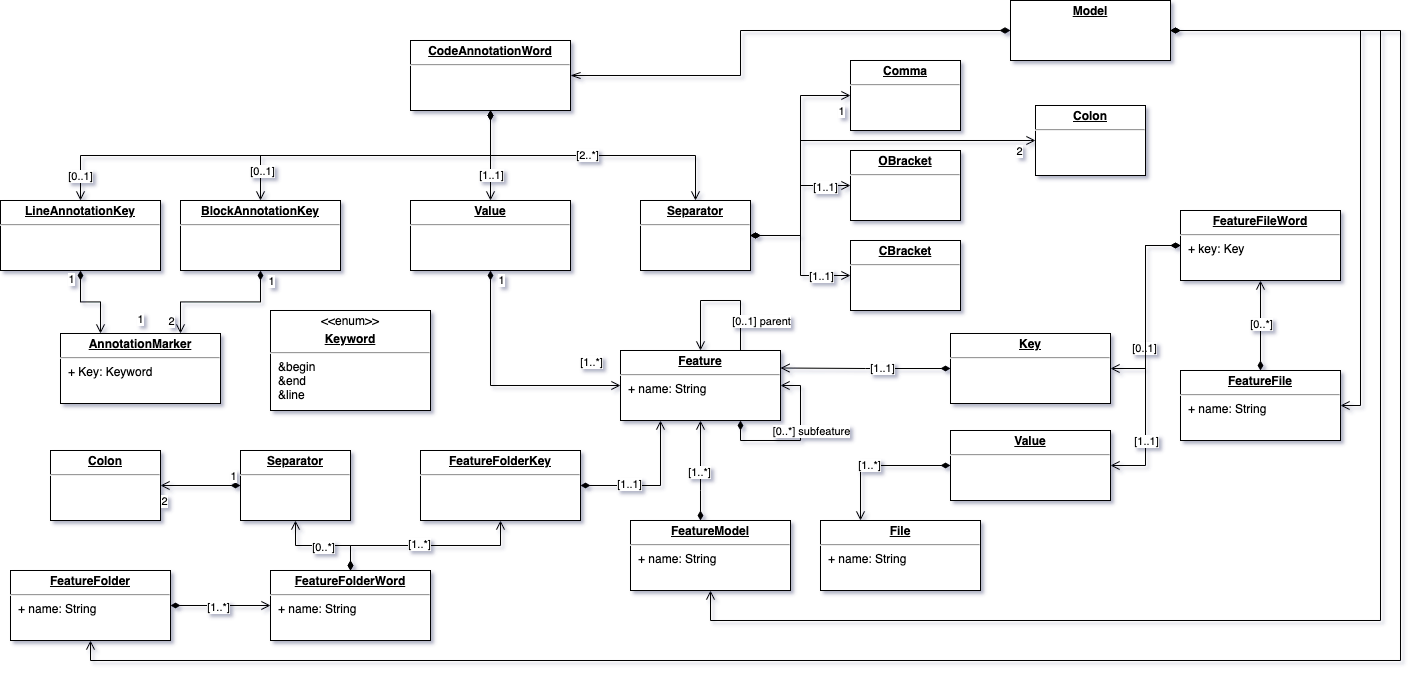 Model
CodeAnnotationWord
Comma
1
Colon
2
[2..*]
[0..1]
[0..1]
[1..1]
OBracket
[1..1]
LineAnnotationKey
BlockAnnotationKey
Value
Separator
FeatureFileWord
+ key: Key
CBracket
[1..1]
1
1
1
1
2
<<enum>>
Keyword
&begin
&end
&line
[0..1] parent
[0..*]
AnnotationMarker
+ Key: Keyword
[1..*]
Feature
+ name: String
[1..1]
Key
[0..1]
FeatureFile
+ name: String
[0..*] subfeature
Colon
1
2
Separator
FeatureFolderKey
[1..1]
[1..*]
[1..*]
Value
[1..1]
FeatureModel
+ name: String
File
+ name: String
[0..*]
[1..*]
FeatureFolder
+ name: String
[1..*]
FeatureFolderWord
+ name: String